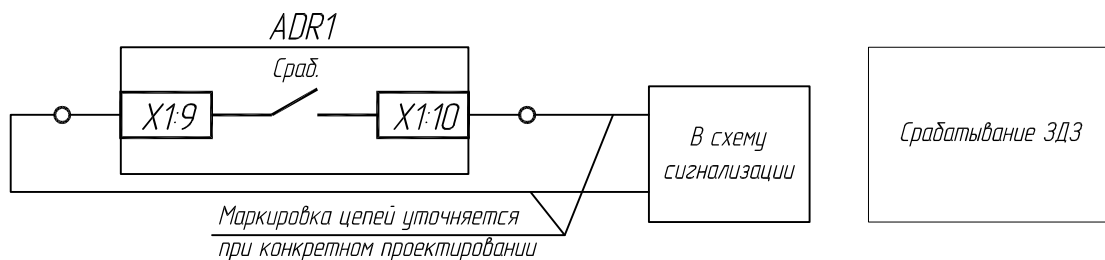 ADR1
Сраб.
X1:9
X1:10
В схему
сигнализации
Срабатывание ЗДЗ
Маркировка цепей уточняется
при конкретном проектировании